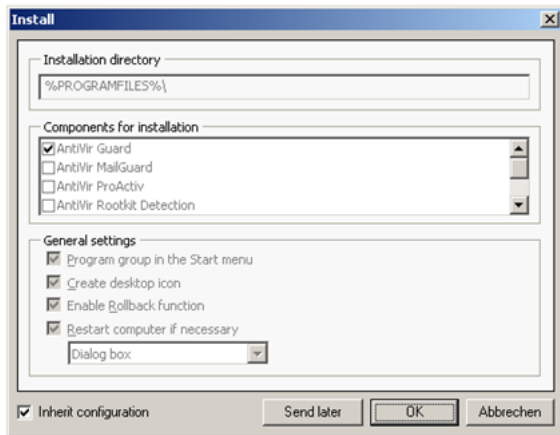 Install
Installation directory
%PROGRAMFILES%\
Components for installation
AntiVir Guard
AntiVir MailGuard
AntiVir ProActiv
AntiVir Rootkit Detection
General settings
Program group in the Start menu
Create desktop icon
Enable Rollback function
Restart computer if necessary
Dialog box
Inherit configuration
Send later
OK
Abbrechen